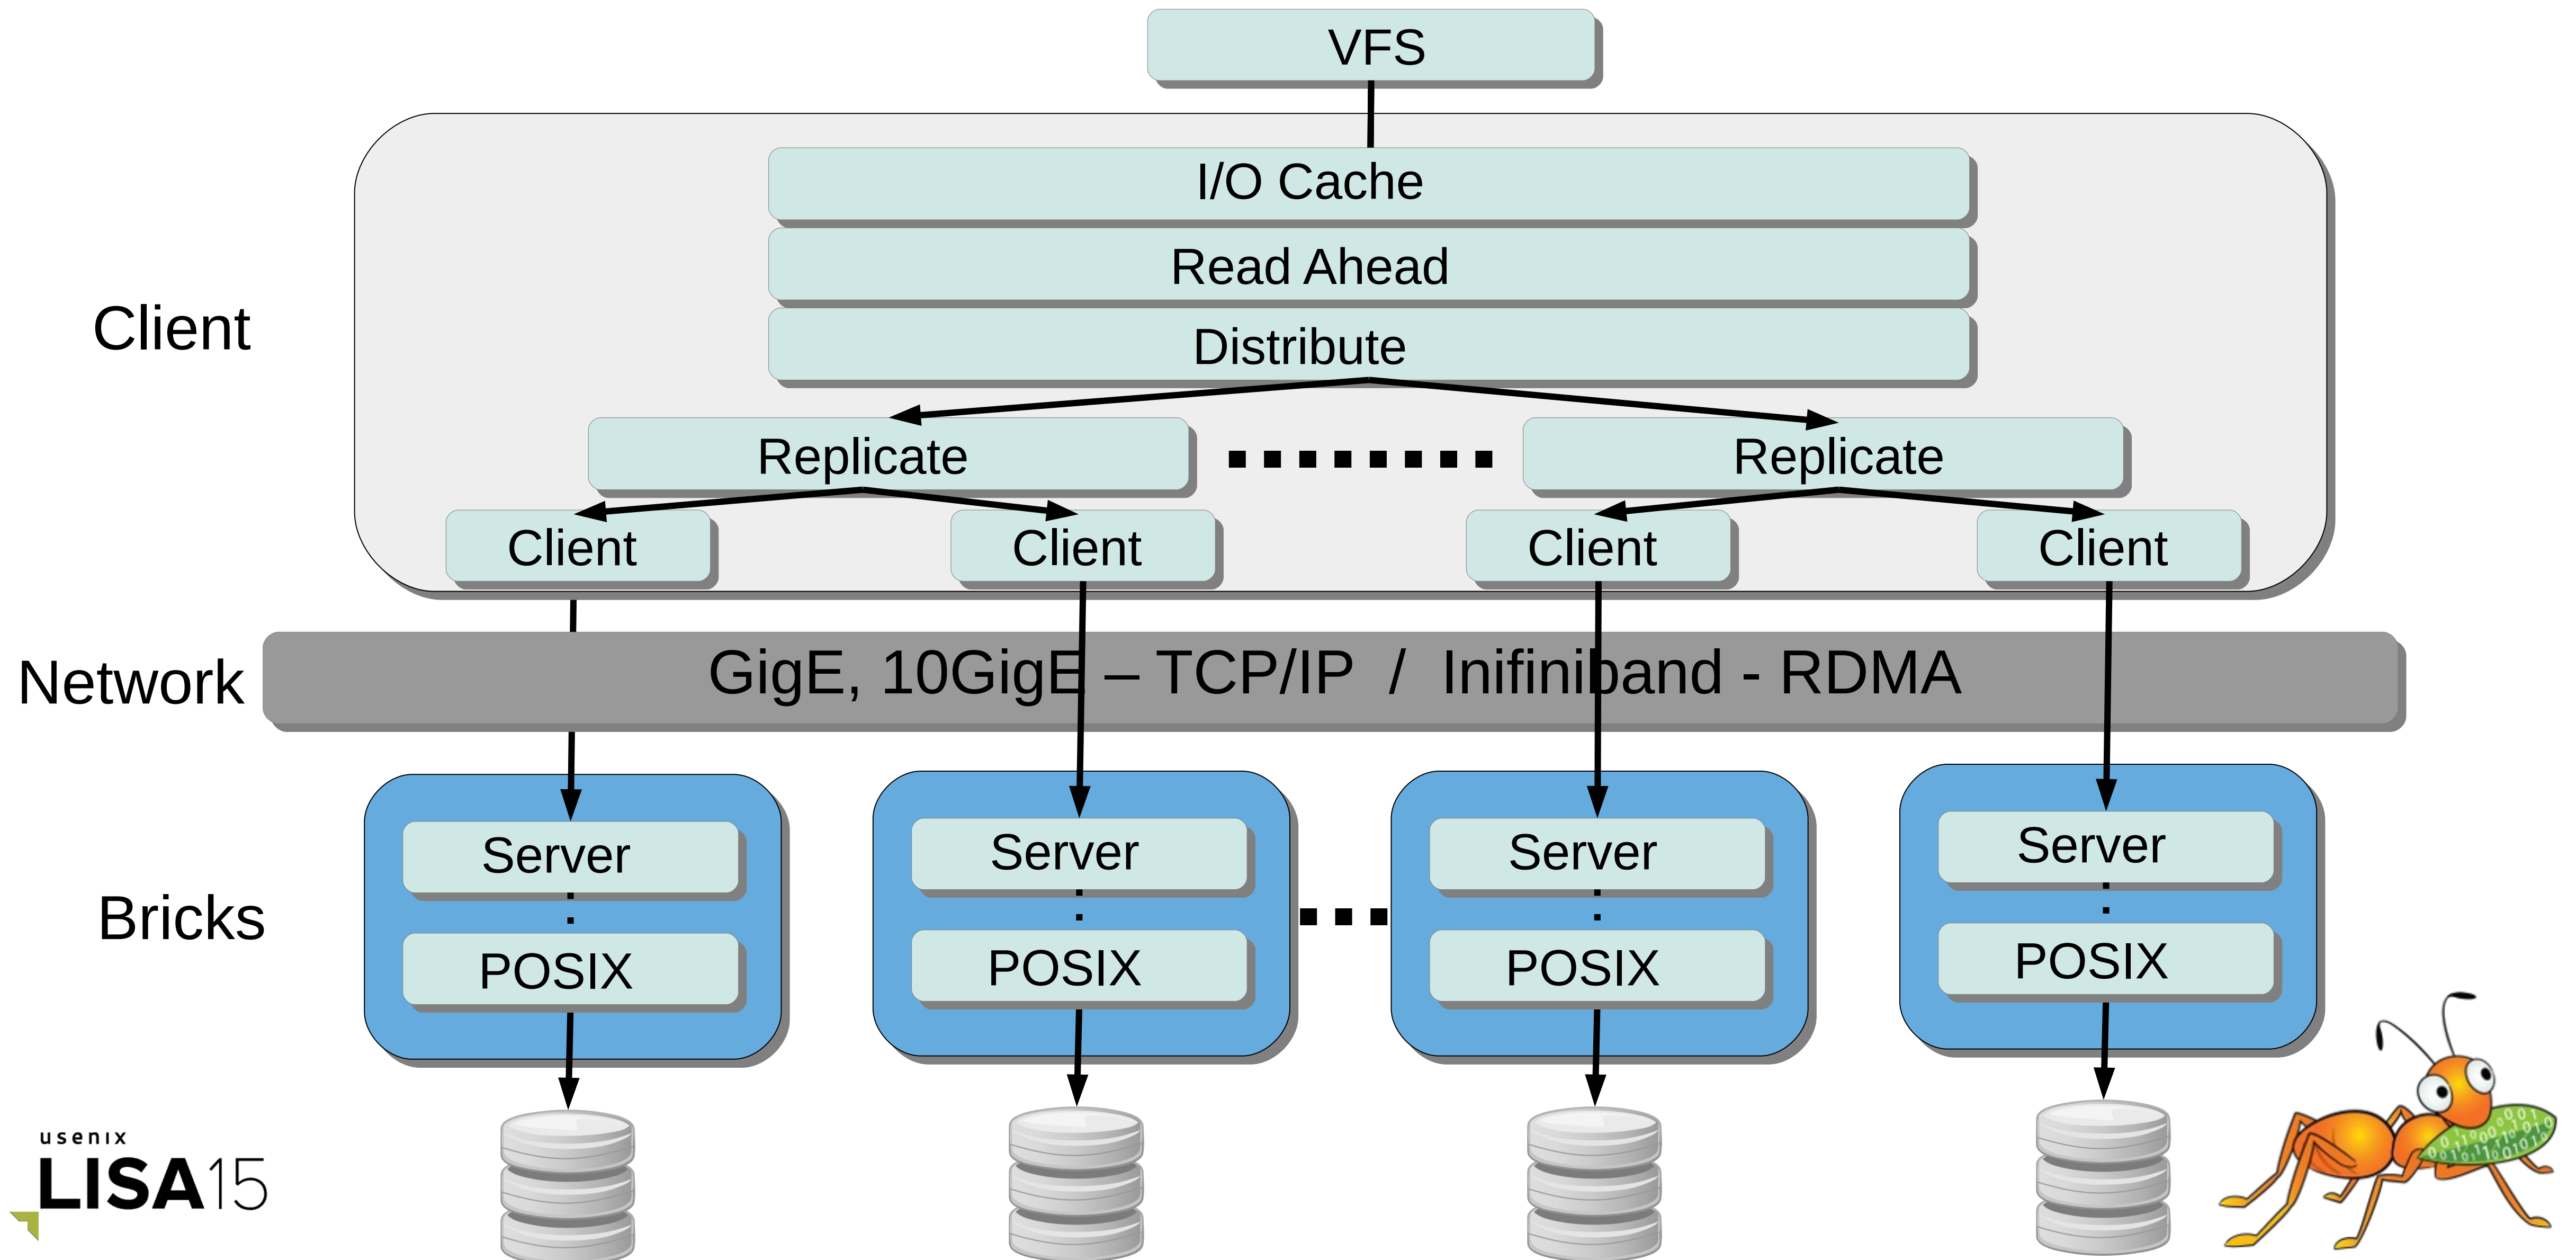 VFS
I/O Cache
Read Ahead
Client
Distribute
Replicate Replicate
Client Client Client Client
Network GigE, 10GigE – TCP/IP / Inifiniband - RDMA
Server Server Server Server
Bricks
POSIX POSIX POSIX POSIX
usenix
LISA15